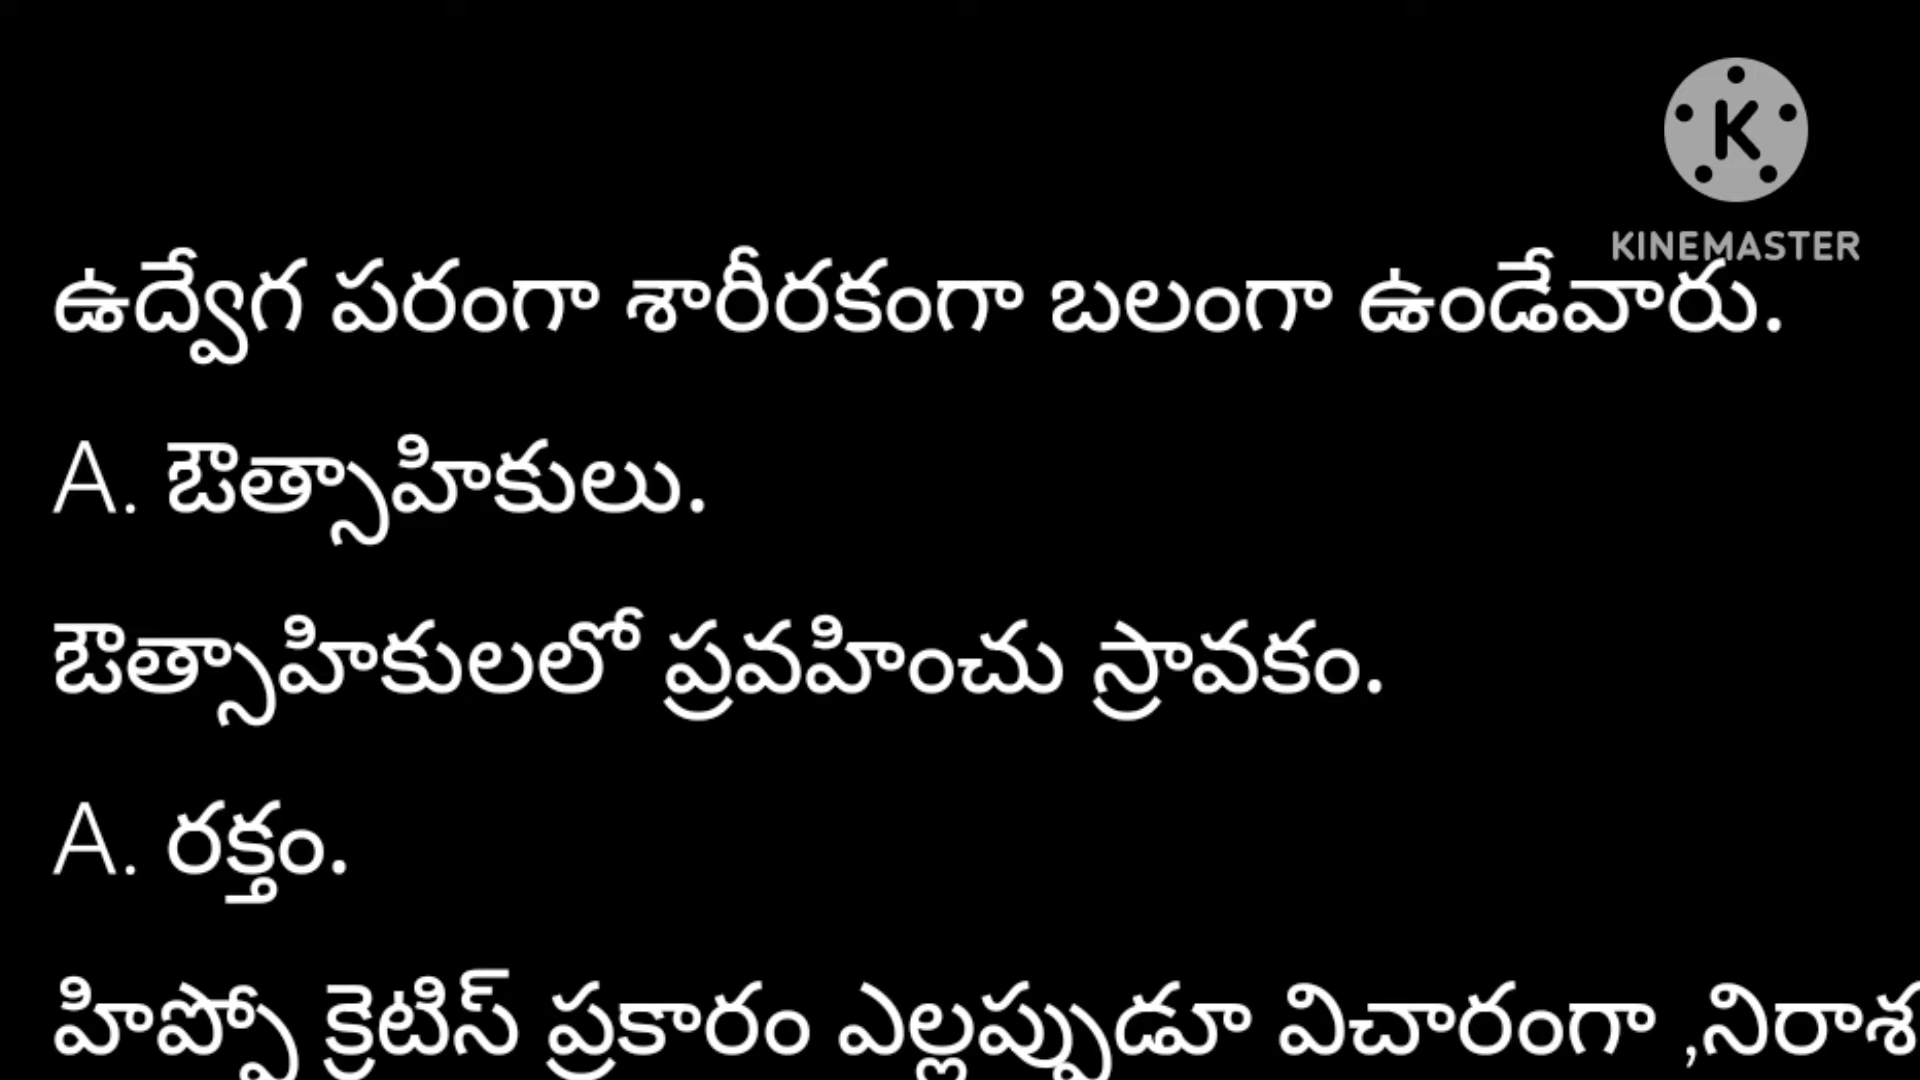 K
KINEMASTER
ఉద్వేగ పరంగా శారీరకంగా బలంగా ఉండేవారు.
A. ఔత్సాహికులు.
ఔత్సాహికులలో ప్రవహించు స్రావకం.
A. రక్తం.
హిప్పో క్రెటిస్ ప్రకారం ఎల్లప్పుడూ విచారంగా ,నిరాశ